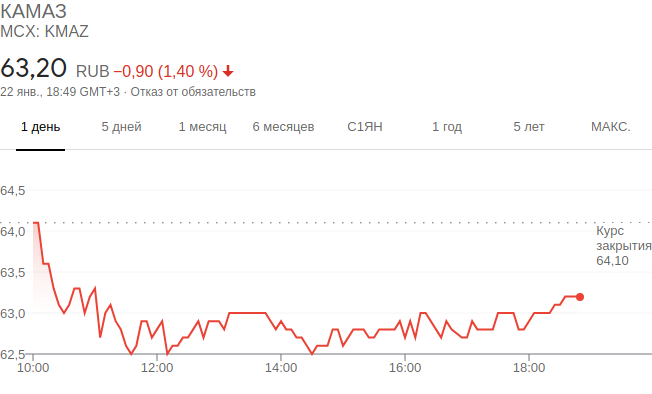 КАМАЗ
MCX: KMAZ
63,20 RUB −0,90 (1,40 %)
22 янв., 18:49 GMT+3 · Отказ от обязательств
1 день 5 дней 1 месяц 6 месяцев С1ЯН 1 год 5 лет МАКС.
64,5
64,0
63,5
63,0
62,5
Курс
закрытия
64,10
10:00 12:00 14:00 16:00 18:00